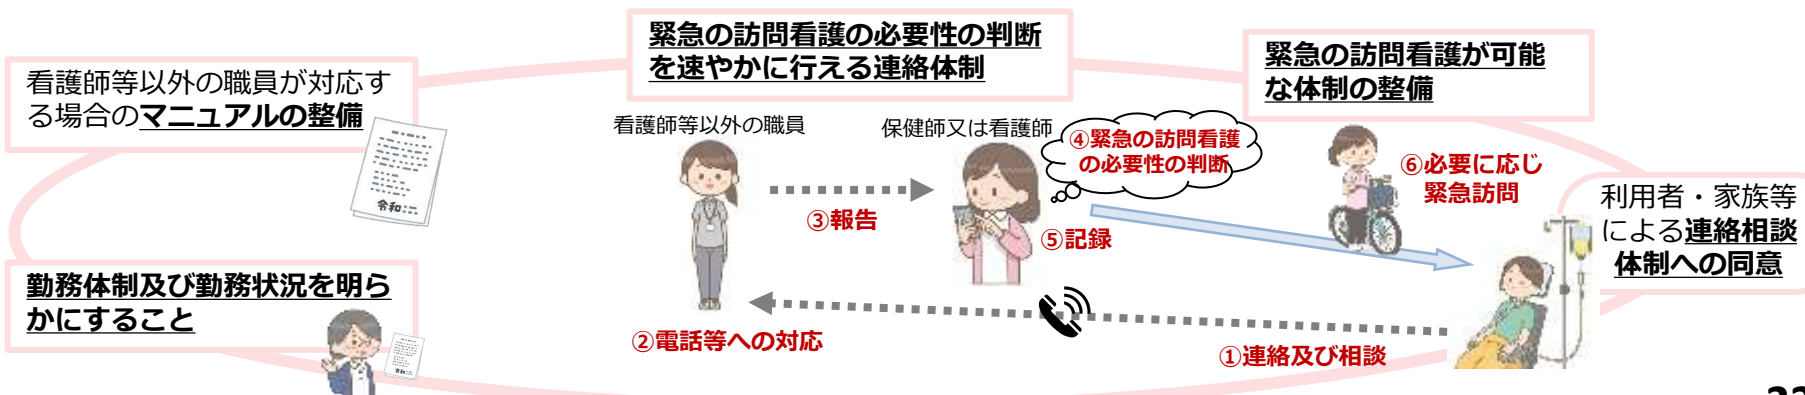 緊急の訪問看護の必要性の判断
を速やかに行える連絡体制
緊急の訪問看護が可能
な体制の整備
看護師等以外の職員が対応す
る場合のマニュアルの整備
看護師等以外の職員
保健師又は看護師
④緊急の訪問看護
の必要性の判断
⑥必要に応じ
緊急訪問
利用者・家族等
による連絡相談
体制への同意
令和
③報告
⑤記録
勤務体制及び勤務状況を明ら
かにすること
②電話等への対応
①連絡及び相談